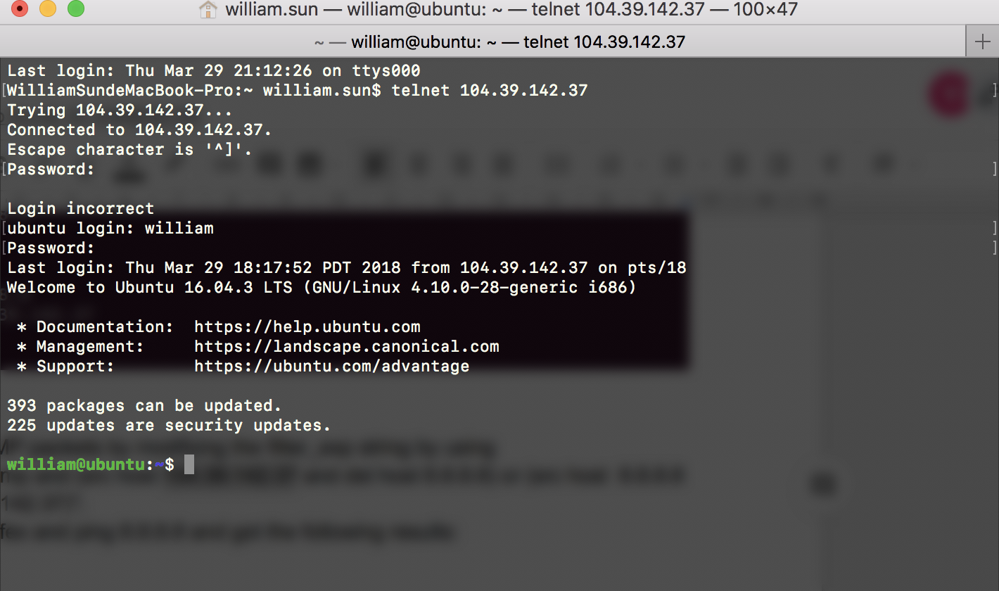 william.sun — william@ubuntu: ~ — telnet 104.39.142.37 — 100×47
~ — william@ubuntu: ~ — telnet 104.39.142.37
Last login: Thu Mar 29 21:12:26 on ttys000
[WilliamSundeMacBook-Pro:~ william.sun$ telnet 104.39.142.37 ]
Trying 104.39.142.37...
Connected to 104.39.142.37.
Escape character is '^]'.
[Password: ]
Login incorrect
[ubuntu login: william ]
[Password: ]
Last login: Thu Mar 29 18:17:52 PDT 2018 from 104.39.142.37 on pts/18
Welcome to Ubuntu 16.04.3 LTS (GNU/Linux 4.10.0-28-generic i686)
* Documentation: https://help.ubuntu.com
* Management: https://landscape.canonical.com
* Support: https://ubuntu.com/advantage
393 packages can be updated.
225 updates are security updates.
william@ubuntu:~$